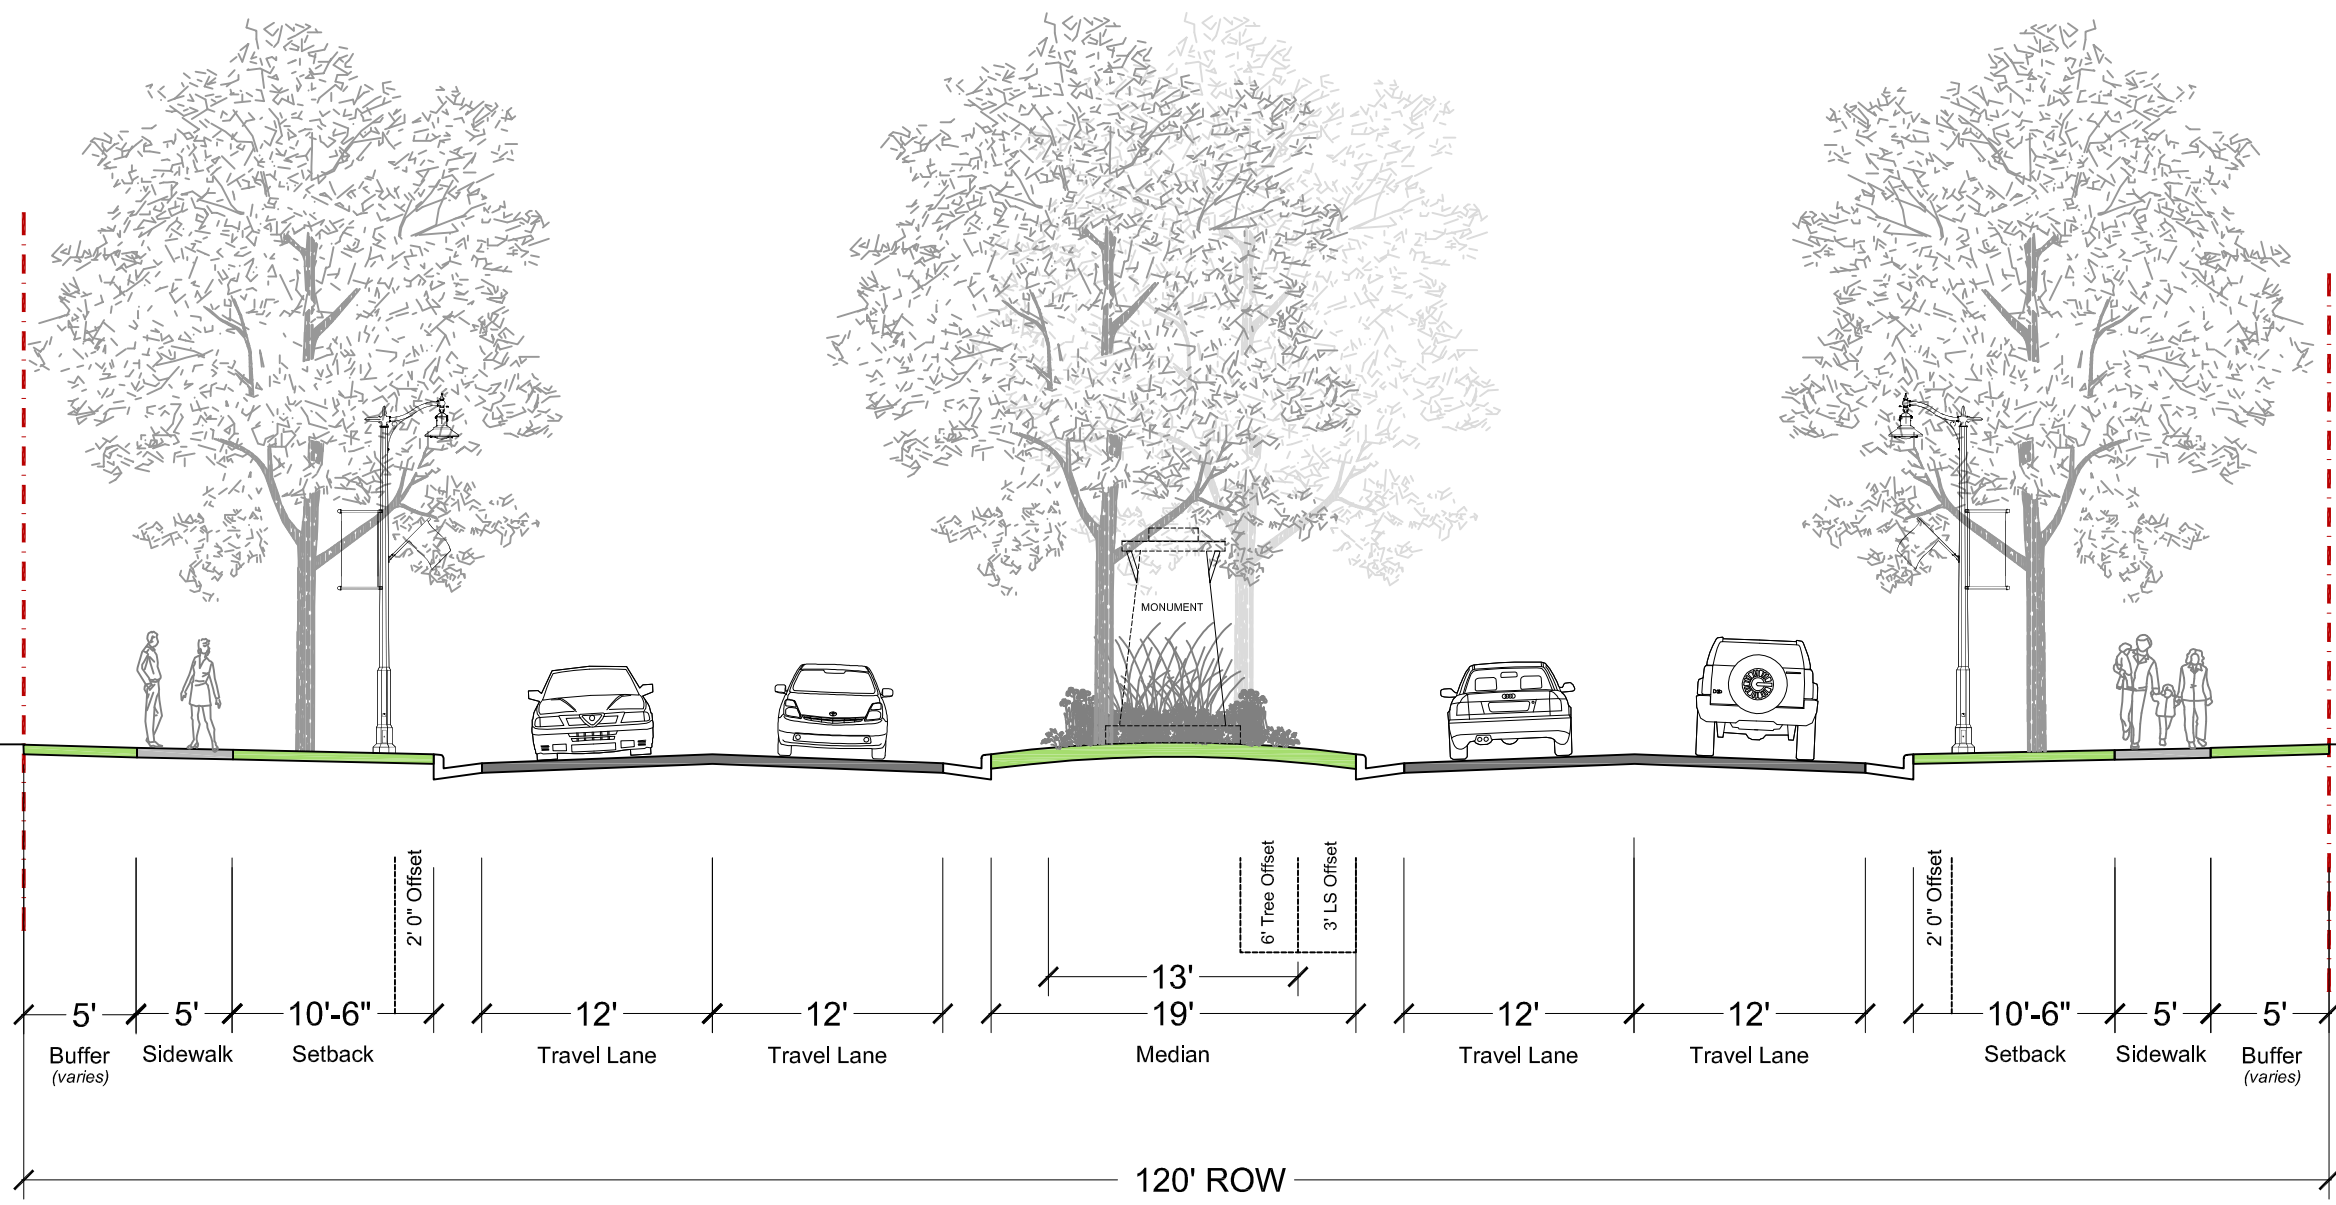 MONUMENT
2' 0" Offset
6' Tree Offset
3' LS Offset
2' 0" Offset
13'
5'
5'
10'-6"
12'
12'
19'
12'
12'
10'-6"
5'
5'
Buffer
(varies)
Sidewalk
Setback
Travel Lane
Travel Lane
Median
Travel Lane
Travel Lane
Setback
Sidewalk
Buffer
(varies)
120' ROW